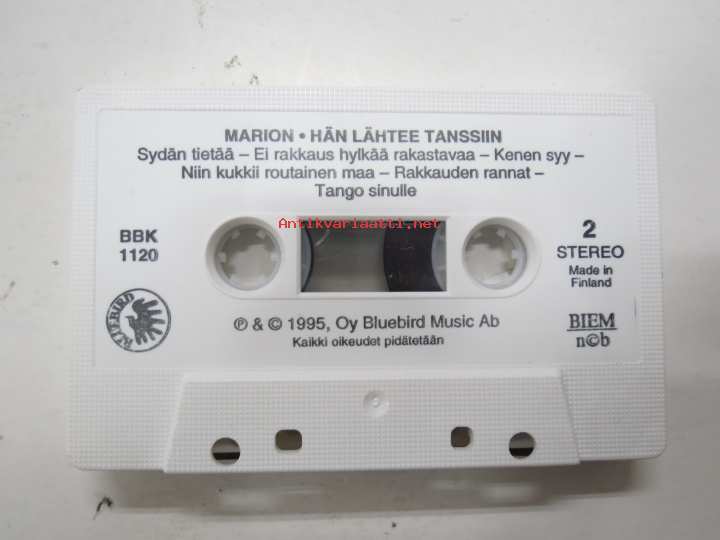 MARION • HÄN LÄHTEE TANSSIIN
Sydän tietää – Ei rakkaus hylkää rakastavaa – Kenen syy –
Niin kukkii routainen maa – Rakkauden rannat –
Tango sinulle
Antikvariaatti.net
BBK
1120
2
STEREO
Made in
Finland
BLUEBIRD
℗ & © 1995, Oy Bluebird Music Ab
Kaikki oikeudet pidätetään
BIEM
n©b